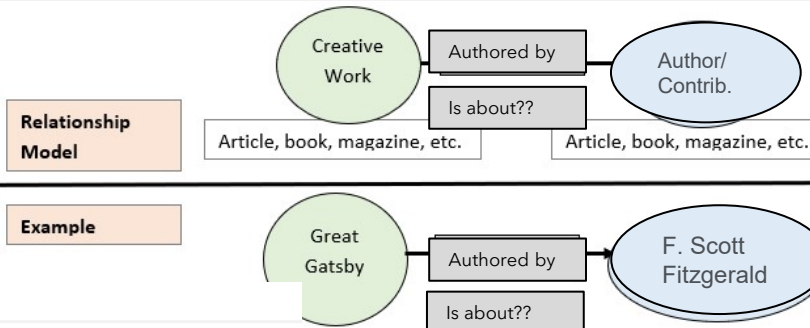 Creative
Work
Authored by
Author/
Contrib.
Is about??
Relationship
Model
Article, book, magazine, etc.
Article, book, magazine, etc.
Example
Great
Gatsby
Authored by
F. Scott
Fitzgerald
Is about??